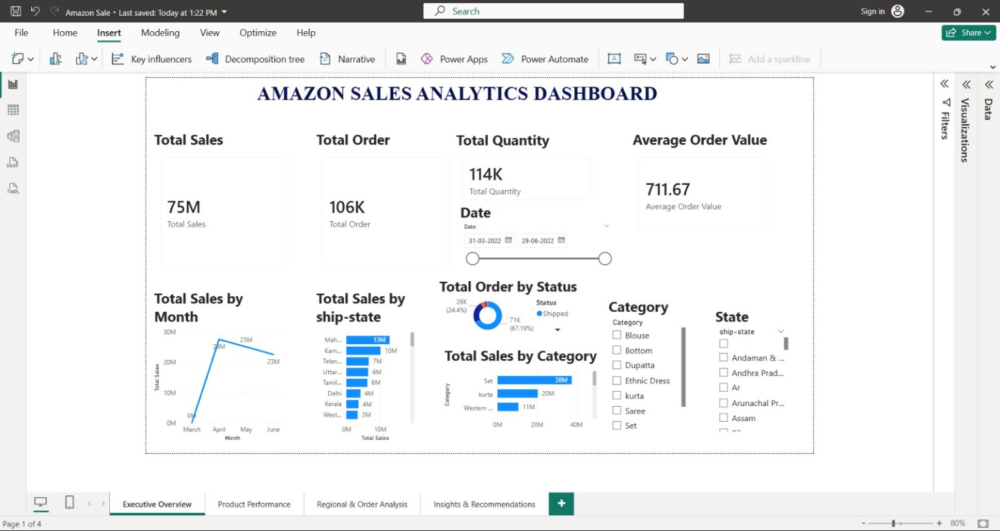 Amazon Sale • Last saved: Today at 1:22 PM
Search
Sign in
File Home Insert Modeling View Optimize Help
Share
Key influencers Decomposition tree Narrative Power Apps Power Automate Add a sparkline
AMAZON SALES ANALYTICS DASHBOARD
Total Sales
75M
Total Sales
Total Order
106K
Total Order
Total Quantity
114K
Total Quantity
Date
Date
31-03-2022 29-06-2022
Average Order Value
711.67
Average Order Value
Total Sales by
Month
30M
20M
10M
0M
Total Sales
0M
28M
25M
23M
March April May June
Month
Total Sales by
ship-state
Mah... 13M
Karn... 10M
Telan... 7M
Uttar... 6M
Tamil... 6M
Delhi 4M
Kerala 4M
West... 3M
0M 10M
Total Sales
Total Order by Status
26K
(24.4%)
71K
(67.19%)
Status
Shipped
Total Sales by Category
Category
Set 38M
kurta 20M
Western ... 11M
0M 20M 40M
Category
Category
Blouse
Bottom
Dupatta
Ethnic Dress
kurta
Saree
Set
State
ship-state
Andaman & ...
Andhra Prad...
Ar
Arunachal Pr...
Assam
Filters
Visualizations
Data
DAX
TMDL
Executive Overview Product Performance Regional & Order Analysis Insights & Recommendations +
Page 1 of 4
- + 80%